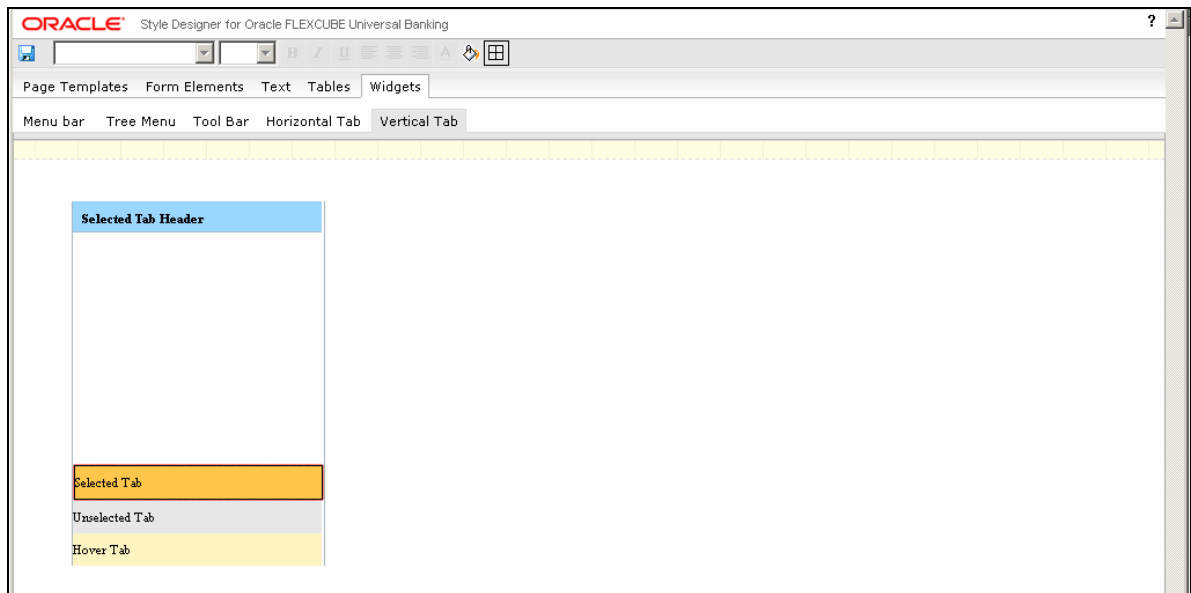 ORACLE Style Designer for Oracle FLEXCUBE Universal Banking ?
B I U A
Page Templates Form Elements Text Tables Widgets
Menu bar Tree Menu Tool Bar Horizontal Tab Vertical Tab
Selected Tab Header
Selected Tab
Unselected Tab
Hover Tab